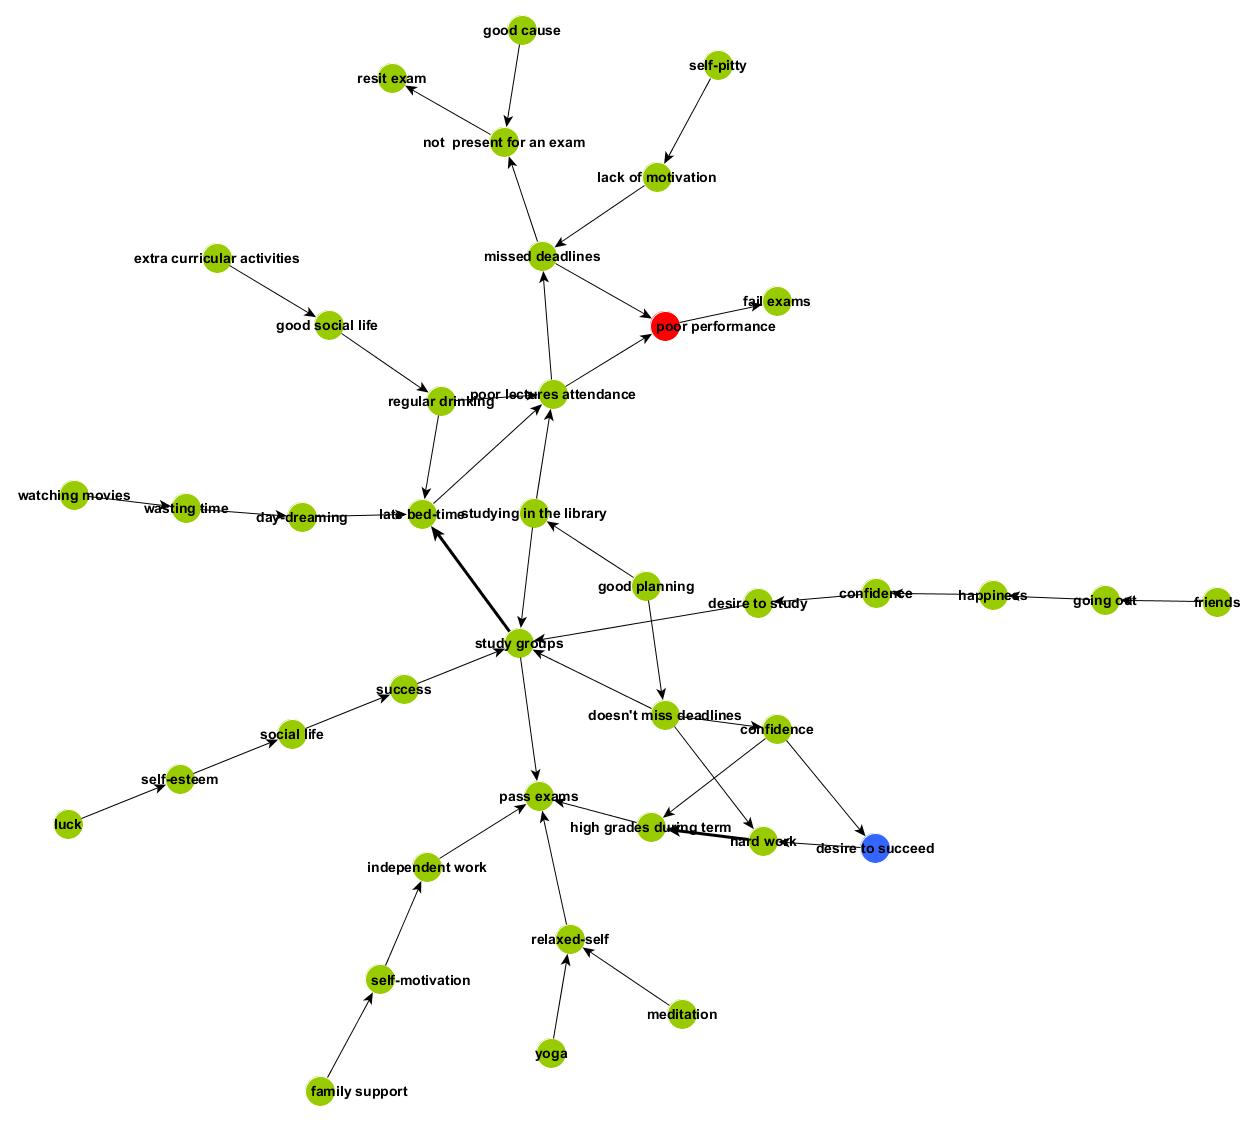 good cause
self-pitty
resit exam
not  present for an exam
lack of motivation
missed deadlines
extra curricular activities
fail exams
good social life
poor performance
poor lectures attendance
regular drinking
watching movies
wasting time
day-dreaming
late bed-time
studying in the library
good planning
desire to study
confidence
happiness
going out
friends
study groups
success
doesn't miss deadlines
confidence
social life
self-esteem
luck
pass exams
high grades during term
hard work
desire to succeed
independent work
relaxed-self
self-motivation
meditation
yoga
family support